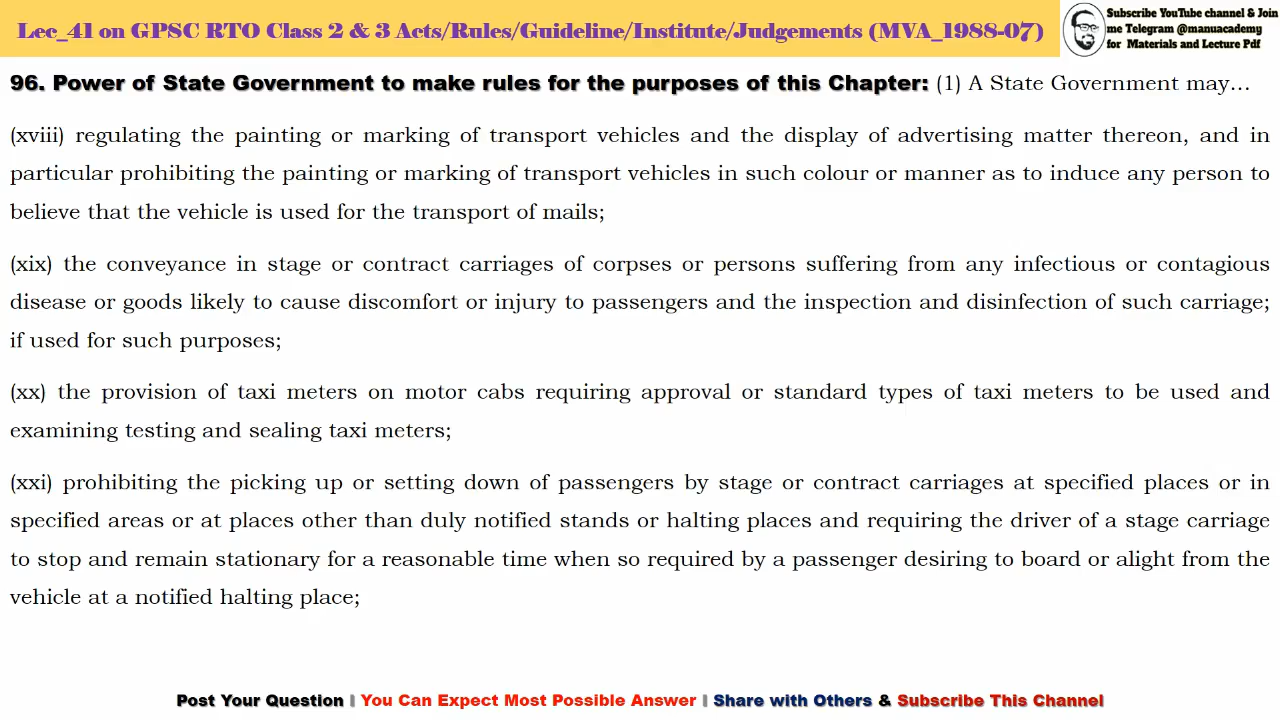 Lec_41 on GPSC RTO Class 2 & 3 Acts/Rules/Guideline/Institute/Judgements (MVA_1988-07)
Subscribe YouTube channel & Join
me Telegram @manuacademy
for Materials and Lecture Pdf
96. Power of State Government to make rules for the purposes of this Chapter: (1) A State Government may…
(xviii) regulating the painting or marking of transport vehicles and the display of advertising matter thereon, and in
particular prohibiting the painting or marking of transport vehicles in such colour or manner as to induce any person to
believe that the vehicle is used for the transport of mails;
(xix) the conveyance in stage or contract carriages of corpses or persons suffering from any infectious or contagious
disease or goods likely to cause discomfort or injury to passengers and the inspection and disinfection of such carriage;
if used for such purposes;
(xx) the provision of taxi meters on motor cabs requiring approval or standard types of taxi meters to be used and
examining testing and sealing taxi meters;
(xxi) prohibiting the picking up or setting down of passengers by stage or contract carriages at specified places or in
specified areas or at places other than duly notified stands or halting places and requiring the driver of a stage carriage
to stop and remain stationary for a reasonable time when so required by a passenger desiring to board or alight from the
vehicle at a notified halting place;
Post Your Question | You Can Expect Most Possible Answer | Share with Others & Subscribe This Channel